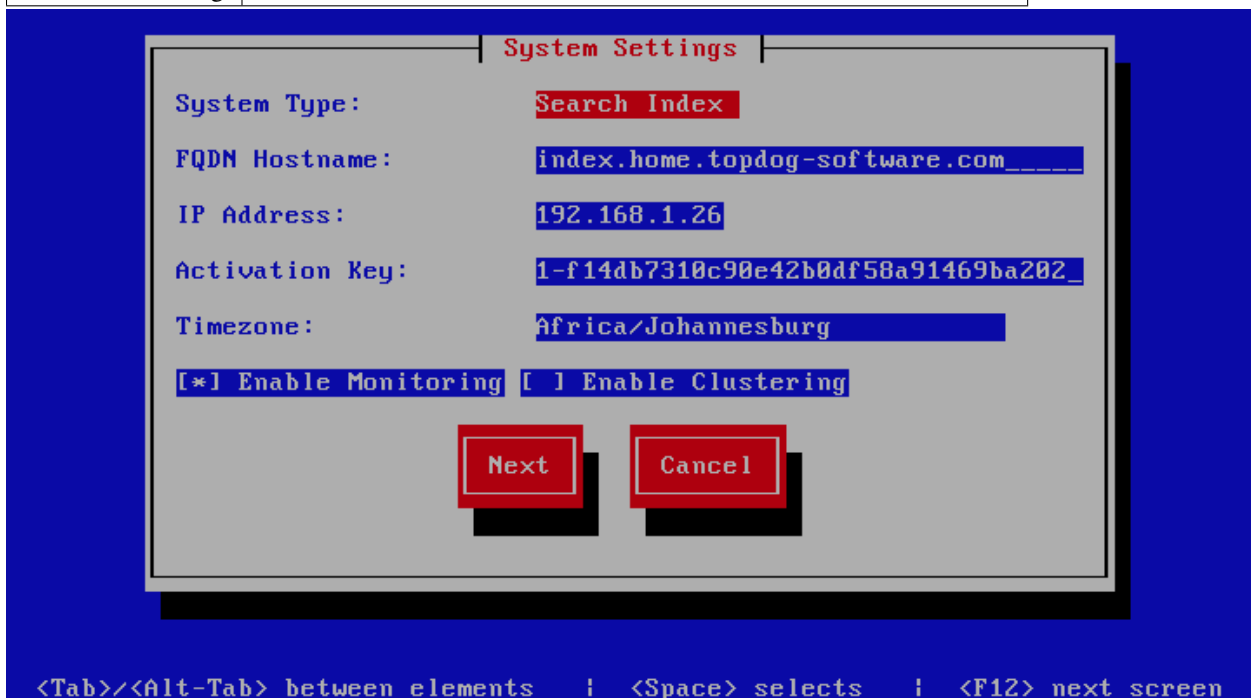 System Settings
System Type: Search Index
FQDN Hostname: index.home.topdog-software.com_____
IP Address: 192.168.1.26
Activation Key: 1-f14db7310c90e42b0df58a91469ba202_
Timezone: Africa/Johannesburg
[*] Enable Monitoring [ ] Enable Clustering
Next Cancel
<Tab>/<Alt-Tab> between elements | <Space> selects | <F12> next screen